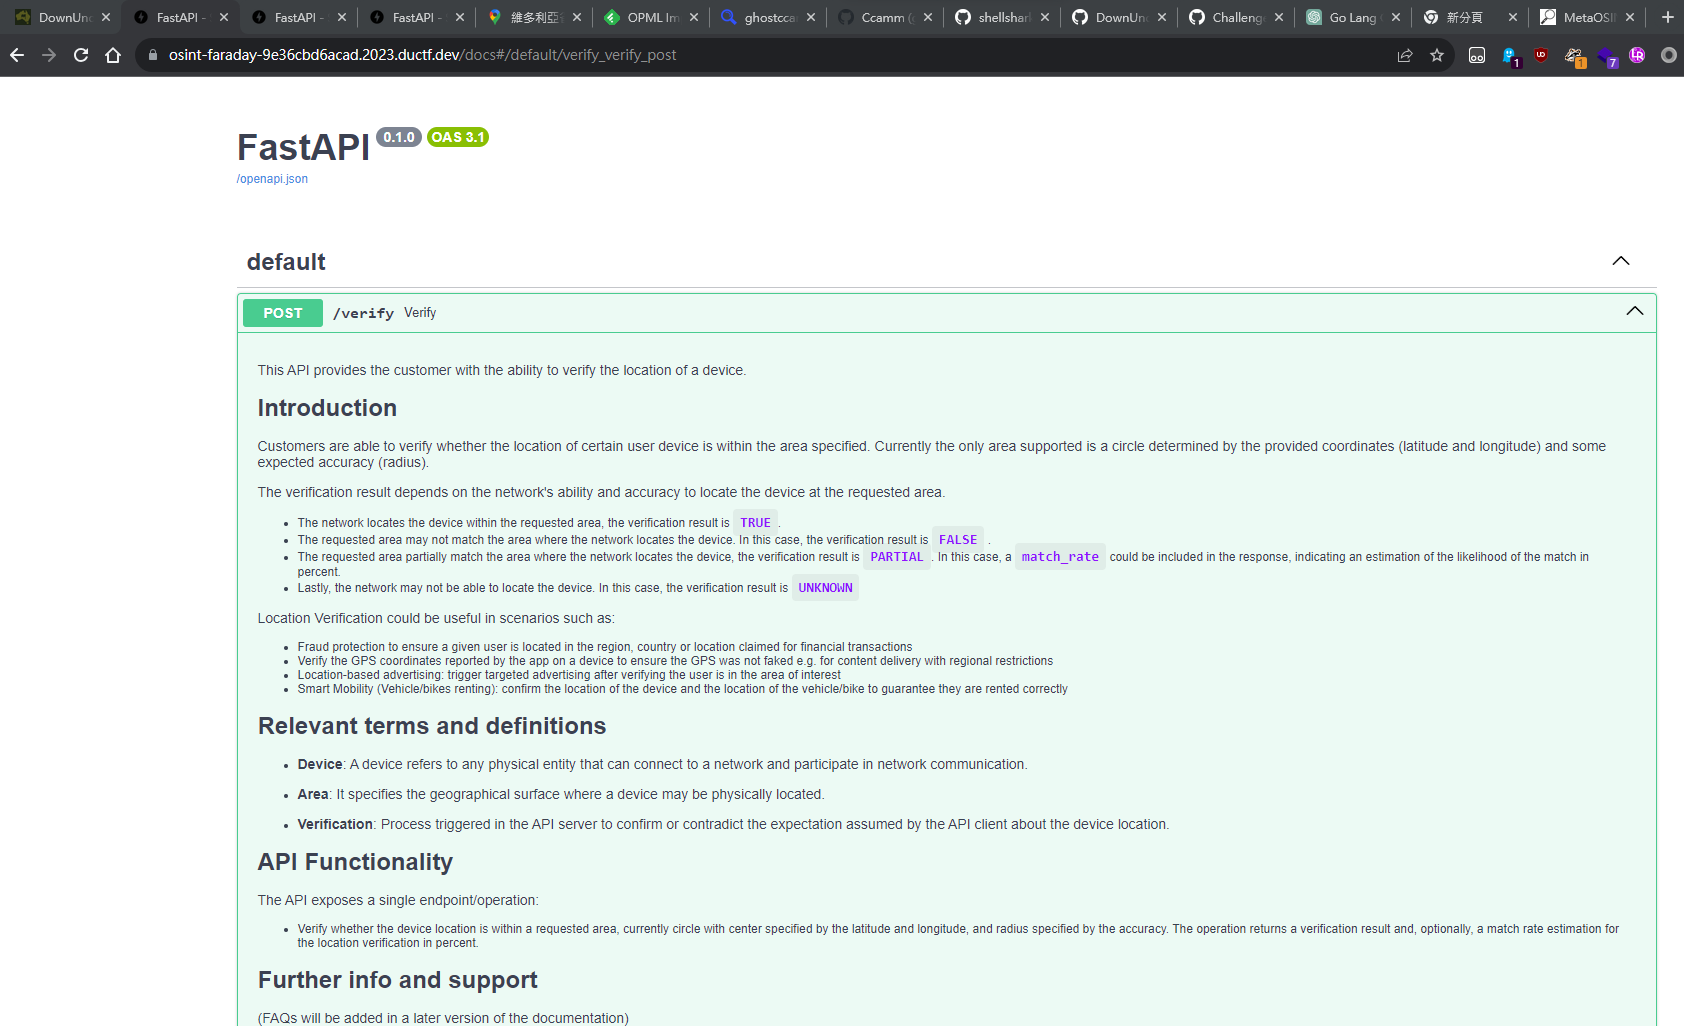 DownUnd
FastAPI -
FastAPI -
FastAPI -
維多利亞
OPML Im
ghostcca
Ccamm (
shellshar
DownUnd
Challenge
Go Lang
新分頁
MetaOSI
osint-faraday-9e36cbd6acad.2023.ductf.dev/docs#/default/verify_verify_post
1
1
7
FastAPI 0.1.0 OAS 3.1
/openapi.json
default
POST /verify Verify
This API provides the customer with the ability to verify the location of a device.
Introduction
Customers are able to verify whether the location of certain user device is within the area specified. Currently the only area supported is a circle determined by the provided coordinates (latitude and longitude) and some
expected accuracy (radius).
The verification result depends on the network's ability and accuracy to locate the device at the requested area.
• The network locates the device within the requested area, the verification result is TRUE .
• The requested area may not match the area where the network locates the device. In this case, the verification result is FALSE .
• The requested area partially match the area where the network locates the device, the verification result is PARTIAL . In this case, a match_rate could be included in the response, indicating an estimation of the likelihood of the match in
percent.
• Lastly, the network may not be able to locate the device. In this case, the verification result is UNKNOWN
Location Verification could be useful in scenarios such as:
• Fraud protection to ensure a given user is located in the region, country or location claimed for financial transactions
• Verify the GPS coordinates reported by the app on a device to ensure the GPS was not faked e.g. for content delivery with regional restrictions
• Location-based advertising: trigger targeted advertising after verifying the user is in the area of interest
• Smart Mobility (Vehicle/bikes renting): confirm the location of the device and the location of the vehicle/bike to guarantee they are rented correctly
Relevant terms and definitions
• Device: A device refers to any physical entity that can connect to a network and participate in network communication.
• Area: It specifies the geographical surface where a device may be physically located.
• Verification: Process triggered in the API server to confirm or contradict the expectation assumed by the API client about the device location.
API Functionality
The API exposes a single endpoint/operation:
• Verify whether the device location is within a requested area, currently circle with center specified by the latitude and longitude, and radius specified by the accuracy. The operation returns a verification result and, optionally, a match rate estimation for
the location verification in percent.
Further info and support
(FAQs will be added in a later version of the documentation)